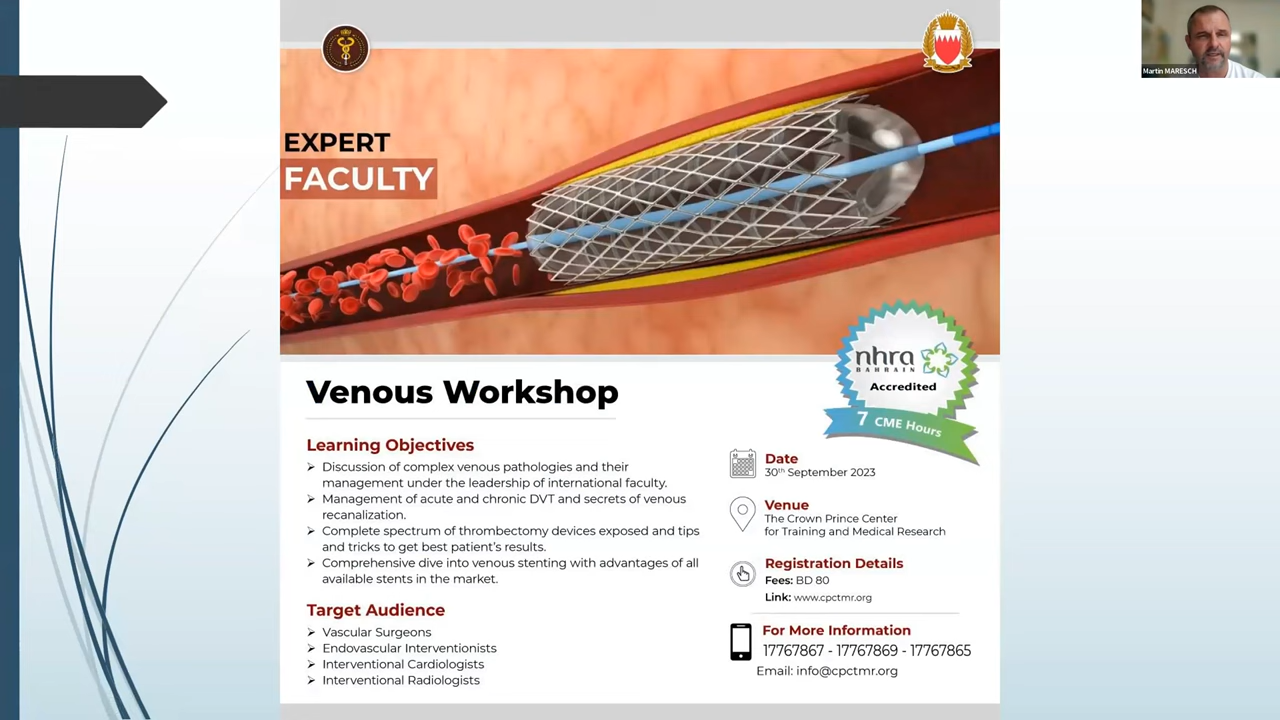 Martin MARESCH
EXPERT
FACULTY
nhra
BAHRAIN
Accredited
7 CME Hours
Venous Workshop
Learning Objectives
➢ Discussion of complex venous pathologies and their
management under the leadership of international faculty.
➢ Management of acute and chronic DVT and secrets of venous
recanalization.
➢ Complete spectrum of thrombectomy devices exposed and tips
and tricks to get best patient's results.
➢ Comprehensive dive into venous stenting with advantages of all
available stents in the market.
Target Audience
➢ Vascular Surgeons
➢ Endovascular Interventionists
➢ Interventional Cardiologists
➢ Interventional Radiologists
Date
30th September 2023
Venue
The Crown Prince Center
for Training and Medical Research
Registration Details
Fees: BD 80
Link: www.cpctmr.org
For More Information
17767867 - 17767869 - 17767865
Email: info@cpctmr.org